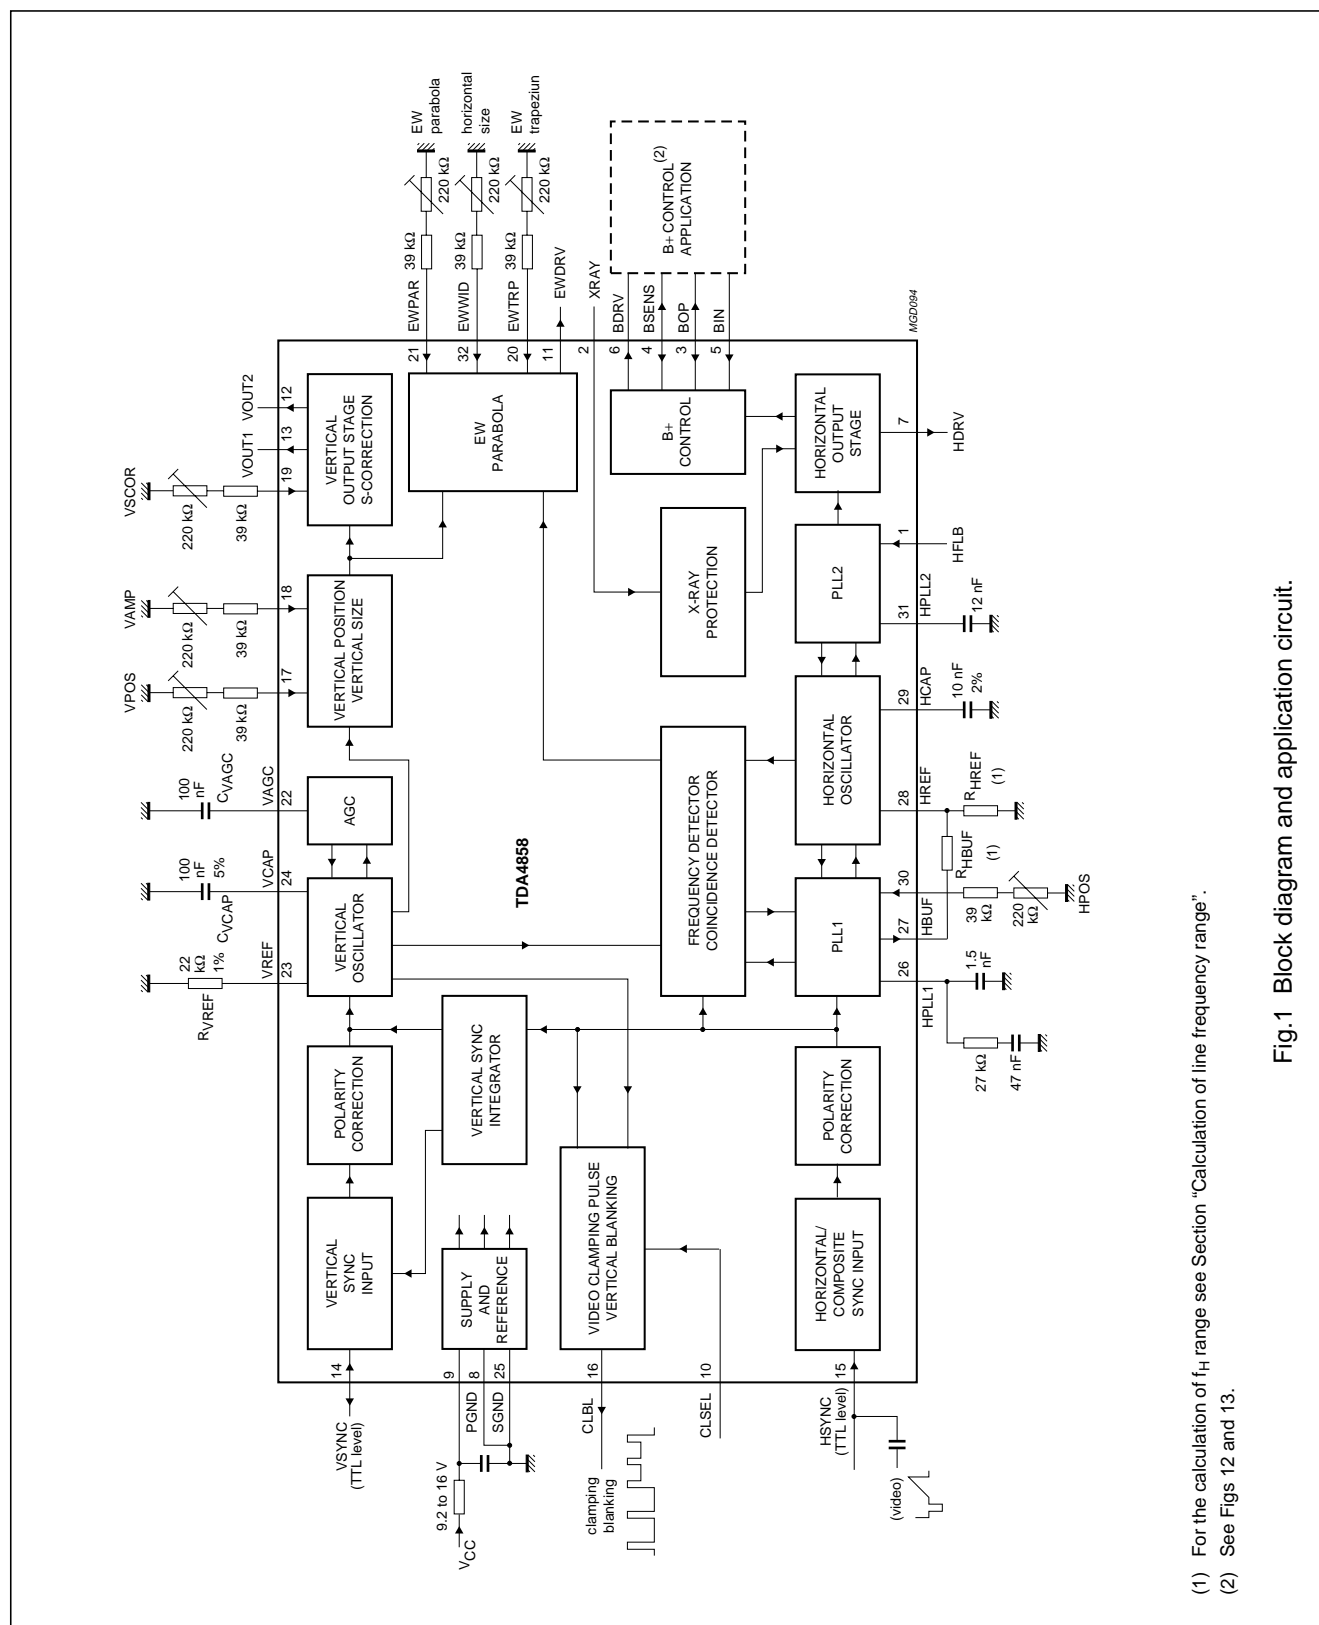 EW
parabola
horizontal
size
EW
trapeziun
220 kΩ
220 kΩ
220 kΩ
39 kΩ
39 kΩ
39 kΩ
EWPAR
EWWID
EWTRP
EWDRV
XRAY
BDRV
BSENS
BOP
BIN
B+ CONTROL (2)
APPLICATION
21
32
20
11
2
6
4
3
5
MGD094
VSCOR
220 kΩ
39 kΩ
VOUT1
VOUT2
19
13
12
VERTICAL
OUTPUT STAGE
S-CORRECTION
EW
PARABOLA
B+
CONTROL
HORIZONTAL
OUTPUT
STAGE
7
HDRV
VPOS
VAMP
220 kΩ
220 kΩ
39 kΩ
39 kΩ
17
18
VERTICAL POSITION
VERTICAL SIZE
X-RAY
PROTECTION
PLL2
31
1
HPLL2
HFLB
12 nF
100
nF
CVAGC
VAGC
22
AGC
100
nF
5%
CVCAP
VCAP
24
22
kΩ
1%
RVREF
VREF
23
VERTICAL
OSCILLATOR
TDA4858
FREQUENCY DETECTOR
COINCIDENCE DETECTOR
HORIZONTAL
OSCILLATOR
28
29
HREF
HCAP
RHREF
(1)
10 nF
2%
PLL1
26
27
30
HPLL1
HBUF
RHBUF
(1)
1.5
nF
27 kΩ
47 nF
39
kΩ
220
kΩ
HPOS
POLARITY
CORRECTION
VERTICAL SYNC
INTEGRATOR
POLARITY
CORRECTION
VERTICAL
SYNC
INPUT
SUPPLY
AND
REFERENCE
VIDEO CLAMPING PULSE
VERTICAL BLANKING
HORIZONTAL/
COMPOSITE
SYNC INPUT
14
9
8
25
16
10
15
VSYNC
(TTL level)
PGND
SGND
9.2 to 16 V
VCC
CLBL
clamping
blanking
CLSEL
HSYNC
(TTL level)
(video)
(1) For the calculation of fH range see Section “Calculation of line frequency range”.
(2) See Figs 12 and 13.
Fig.1 Block diagram and application circuit.